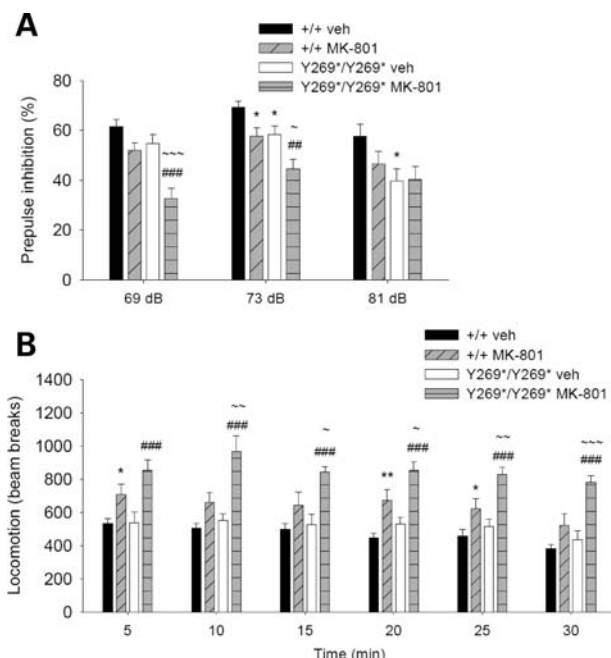 A
+/+ veh
+/+ MK-801
Y269*/Y269* veh
Y269*/Y269* MK-801
Prepulse inhibition (%)
80
60
40
20
0
~~~
###
* *
~
##
*
69 dB 73 dB 81 dB
B
+/+ veh
+/+ MK-801
Y269*/Y269* veh
Y269*/Y269* MK-801
Locomotion (beam breaks)
1400
1200
1000
800
600
400
200
0
*
###
~~
###
~
###
**
~
###
*
~~
###
~~~
###
5 10 15 20 25 30
Time (min)